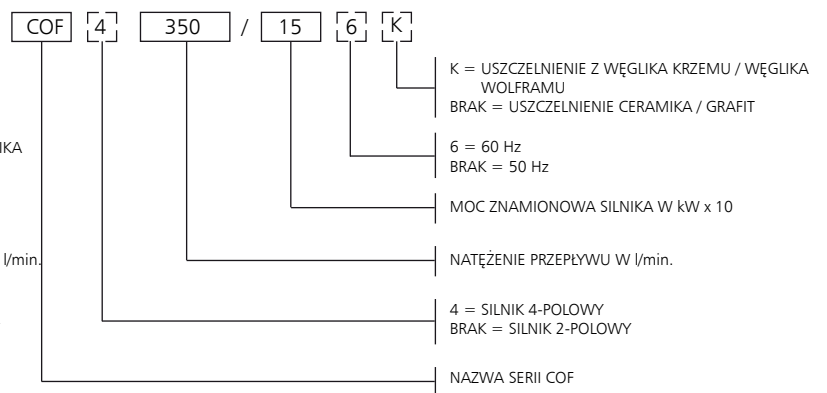 COF 4 350 / 15 6 K
K = USZCZELNIENIE Z WĘGLIKA KRZEMU / WĘGLIKA
WOLFRAMU
BRAK = USZCZELNIENIE CERAMIKA / GRAFIT
6 = 60 Hz
BRAK = 50 Hz
MOC ZNAMIONOWA SILNIKA W kW x 10
l/min.
NATĘŻENIE PRZEPŁYWU W l/min.
4 = SILNIK 4-POLOWY
BRAK = SILNIK 2-POLOWY
NAZWA SERII COF